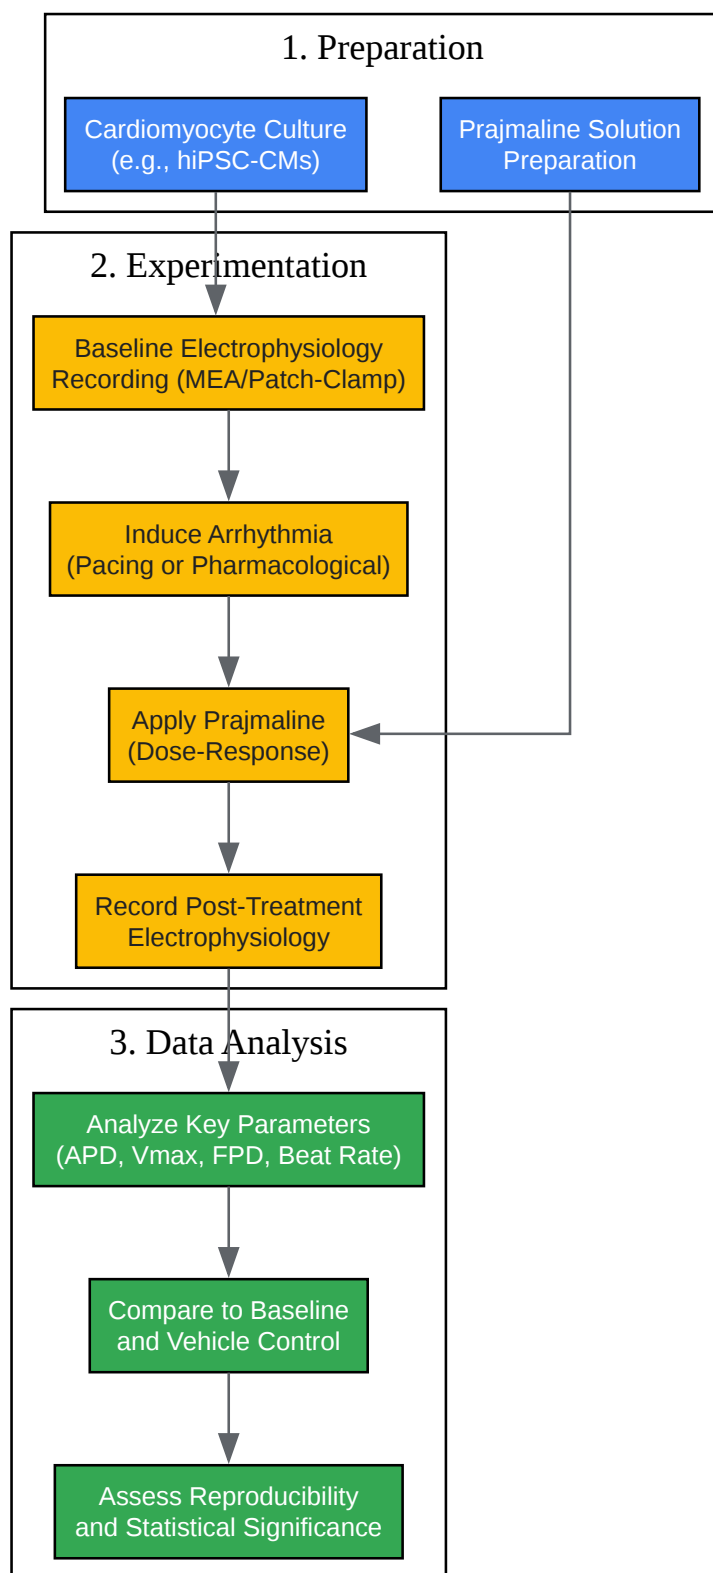 1. Preparation
Cardiomyocyte Culture
(e.g., hiPSC-CMs)
Prajmaline Solution
Preparation
2. Experimentation
Baseline Electrophysiology
Recording (MEA/Patch-Clamp)
Induce Arrhythmia
(Pacing or Pharmacological)
Apply Prajmaline
(Dose-Response)
Record Post-Treatment
Electrophysiology
3. Data Analysis
Analyze Key Parameters
(APD, Vmax, FPD, Beat Rate)
Compare to Baseline
and Vehicle Control
Assess Reproducibility
and Statistical Significance